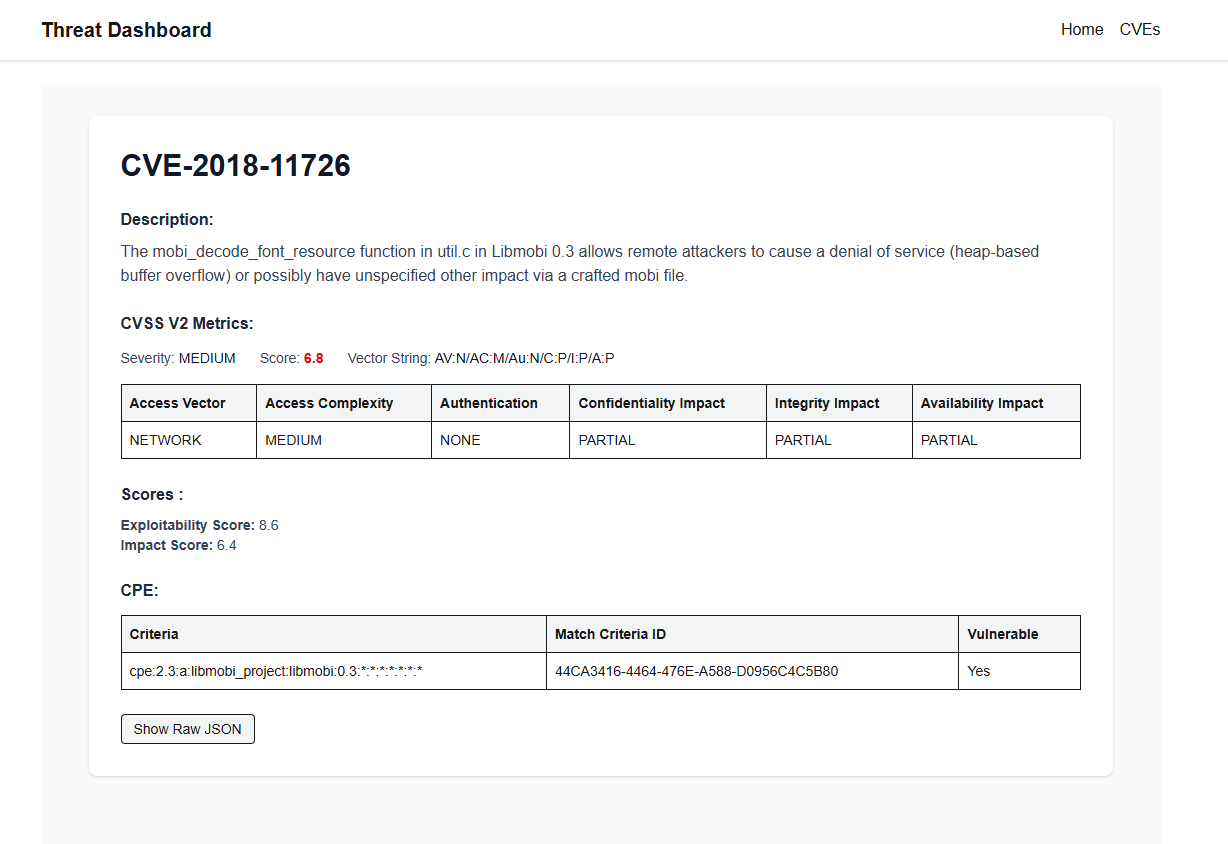 Threat Dashboard
Home CVEs
CVE-2018-11726
Description:
The mobi_decode_font_resource function in util.c in Libmobi 0.3 allows remote attackers to cause a denial of service (heap-based
buffer overflow) or possibly have unspecified other impact via a crafted mobi file.
CVSS V2 Metrics:
Severity: MEDIUM Score: 6.8 Vector String: AV:N/AC:M/Au:N/C:P/I:P/A:P
Access Vector Access Complexity Authentication Confidentiality Impact Integrity Impact Availability Impact
NETWORK MEDIUM NONE PARTIAL PARTIAL PARTIAL
Scores :
Exploitability Score: 8.6
Impact Score: 6.4
CPE:
Criteria Match Criteria ID Vulnerable
cpe:2.3:a:libmobi_project:libmobi:0.3:*:*:*:*:*:*:* 44CA3416-4464-476E-A588-D0956C4C5B80 Yes
Show Raw JSON